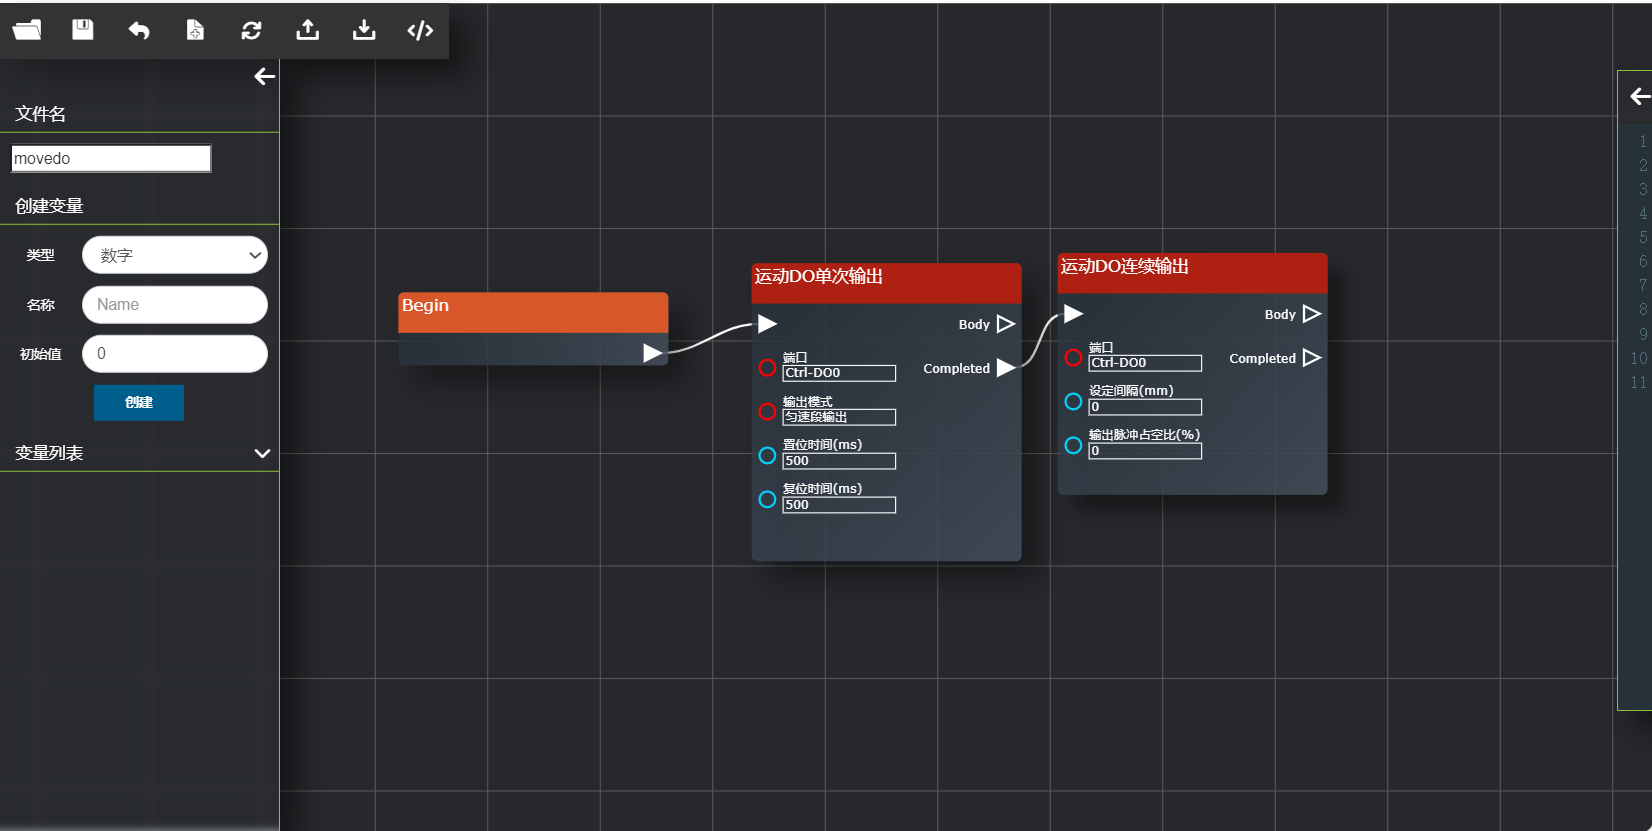 文件名
movedo
创建变量
类型
数字
名称
Name
初始值
0
创建
变量列表
Begin
运动DO单次输出
Body
端口
Ctrl-DO0
Completed
输出模式
匀速段输出
置位时间(ms)
500
复位时间(ms)
500
运动DO连续输出
Body
端口
Ctrl-DO0
Completed
设定间隔(mm)
0
输出脉冲占空比(%)
0
1
2
3
4
5
6
7
8
9
10
11